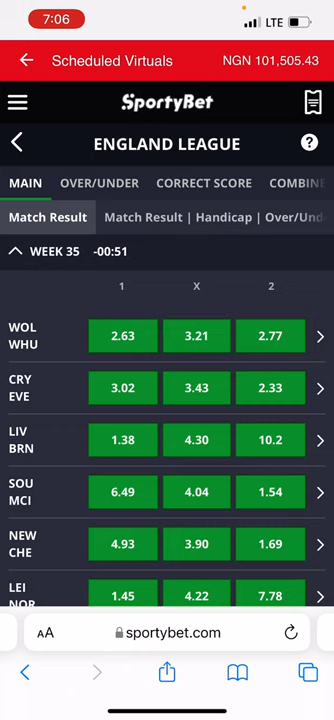 7:06
LTE
Scheduled Virtuals NGN 101,505.43
SportyBet
ENGLAND LEAGUE ?
MAIN OVER/UNDER CORRECT SCORE COMBINE
Match Result Match Result | Handicap | Over/Und
WEEK 35 -00:51
1 X 2
WOL
WHU
2.63 3.21 2.77
CRY
EVE
3.02 3.43 2.33
LIV
BRN
1.38 4.30 10.2
SOU
MCI
6.49 4.04 1.54
NEW
CHE
4.93 3.90 1.69
LEI
NOR
1.45 4.22 7.78
AA sportybet.com